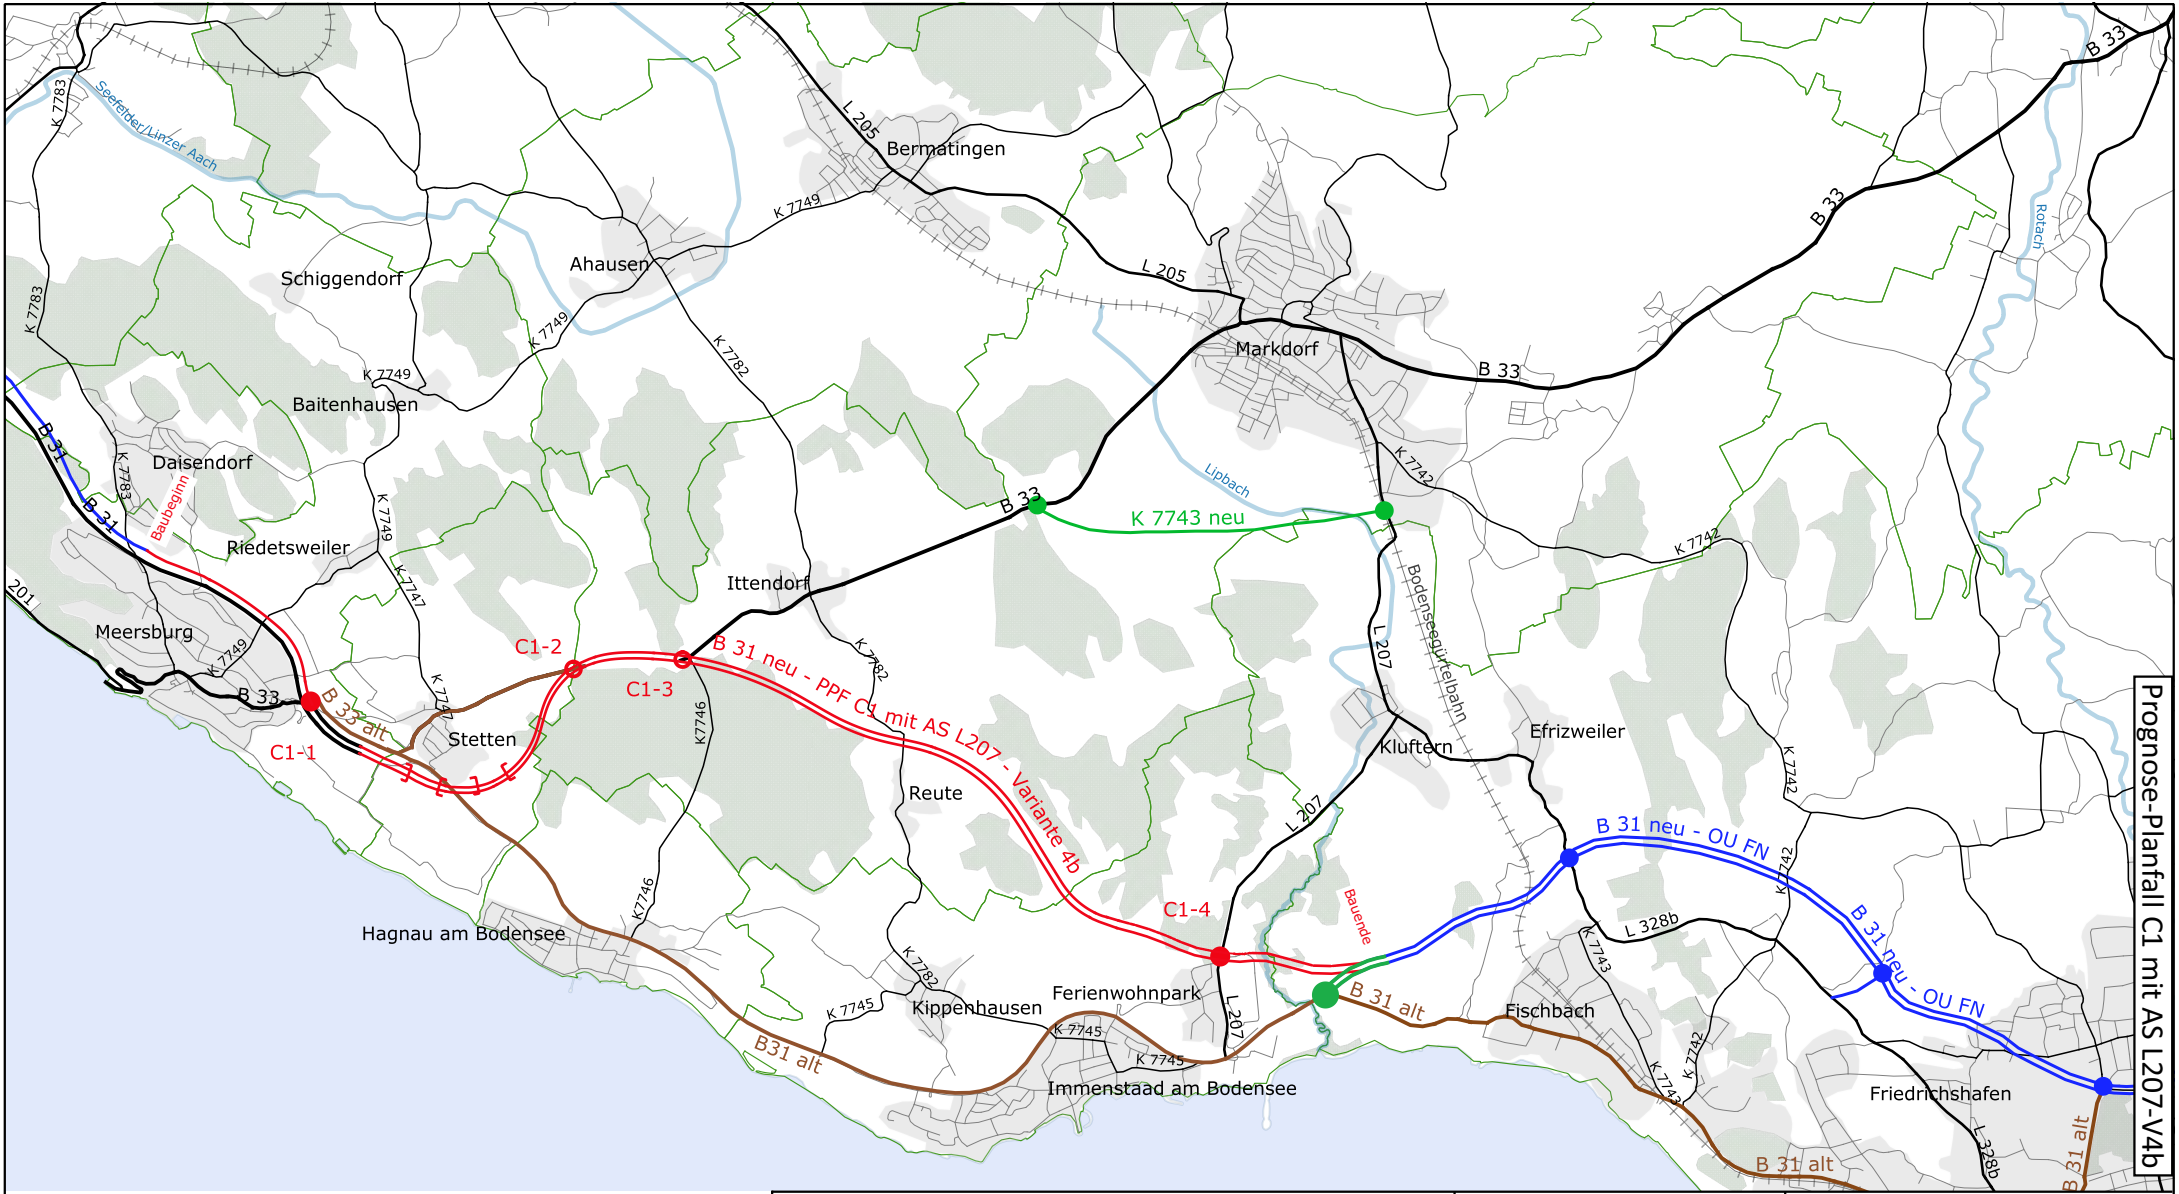 B 33
K 7783
Seefelder/Linzer Aach
L 205
Bermatingen
K 7749
B 33
Rotach
Ahausen
Schiggendorf
L 205
K 7783
K 7749
K 7782
Markdorf
B 33
K 7749
Baitenhausen
B 31
Daisendorf
K 7783
Baubeginn
B 31
K 7742
Lipbach
B 33
K 7743 neu
K 7749
Riedetsweiler
K 7742
K 7747
Ittendorf
Bodenseegürtelbahn
201
Meersburg
K 7749
C1-2
L 207
K 7782
B 31 neu - PPF C1 mit AS L207 - Variante 4b
C1-3
B 33
B 33 alt
K 7747
K7746
Stetten
C1-1
Kluftern
Efrizweiler
K 7742
Reute
L 207
B 31 neu - OU FN
K 7742
K7746
C1-4
Bauende
Hagnau am Bodensee
L 328b
K 7743
B 31 neu - OU FN
K 7782
Kippenhausen
Ferienwohnpark
K 7745
L 207
B 31 alt
Fischbach
K 7745
K 7745
B31 alt
Immenstaad am Bodensee
K 7742
K 7743
Friedrichshafen
L 328b
B 31 alt
B 31 alt
Prognose-Planfall C1 mit AS L207-V4b